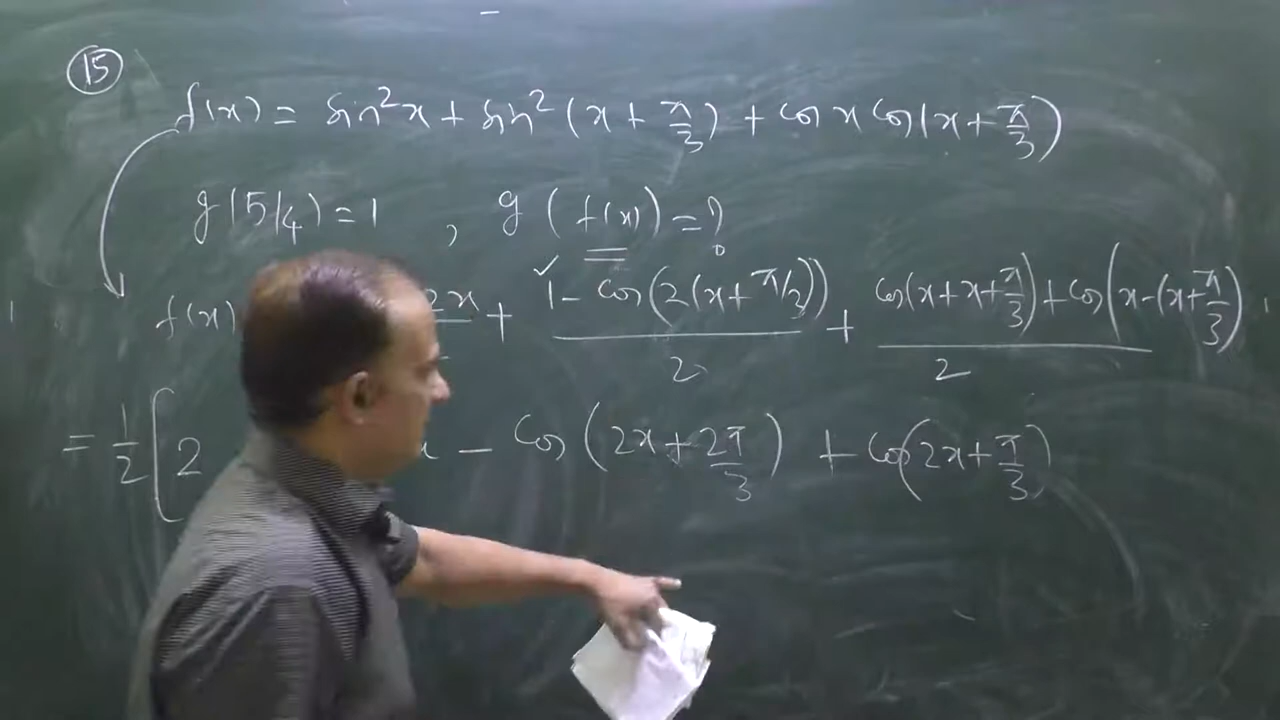 15
f(x) = sin²x + sin²(x + π/3) + cos x cos(x + π/3)
g(5/4) = 1 , g(f(x)) = ?
f(x) 2x + 1 - cos(2(x + π/3)) / 2 + cos(x + x + π/3) + cos(x - (x + π/3) / 2
= 1/2 [ 2 x - cos(2x + 2π/3) + cos(2x + π/3)